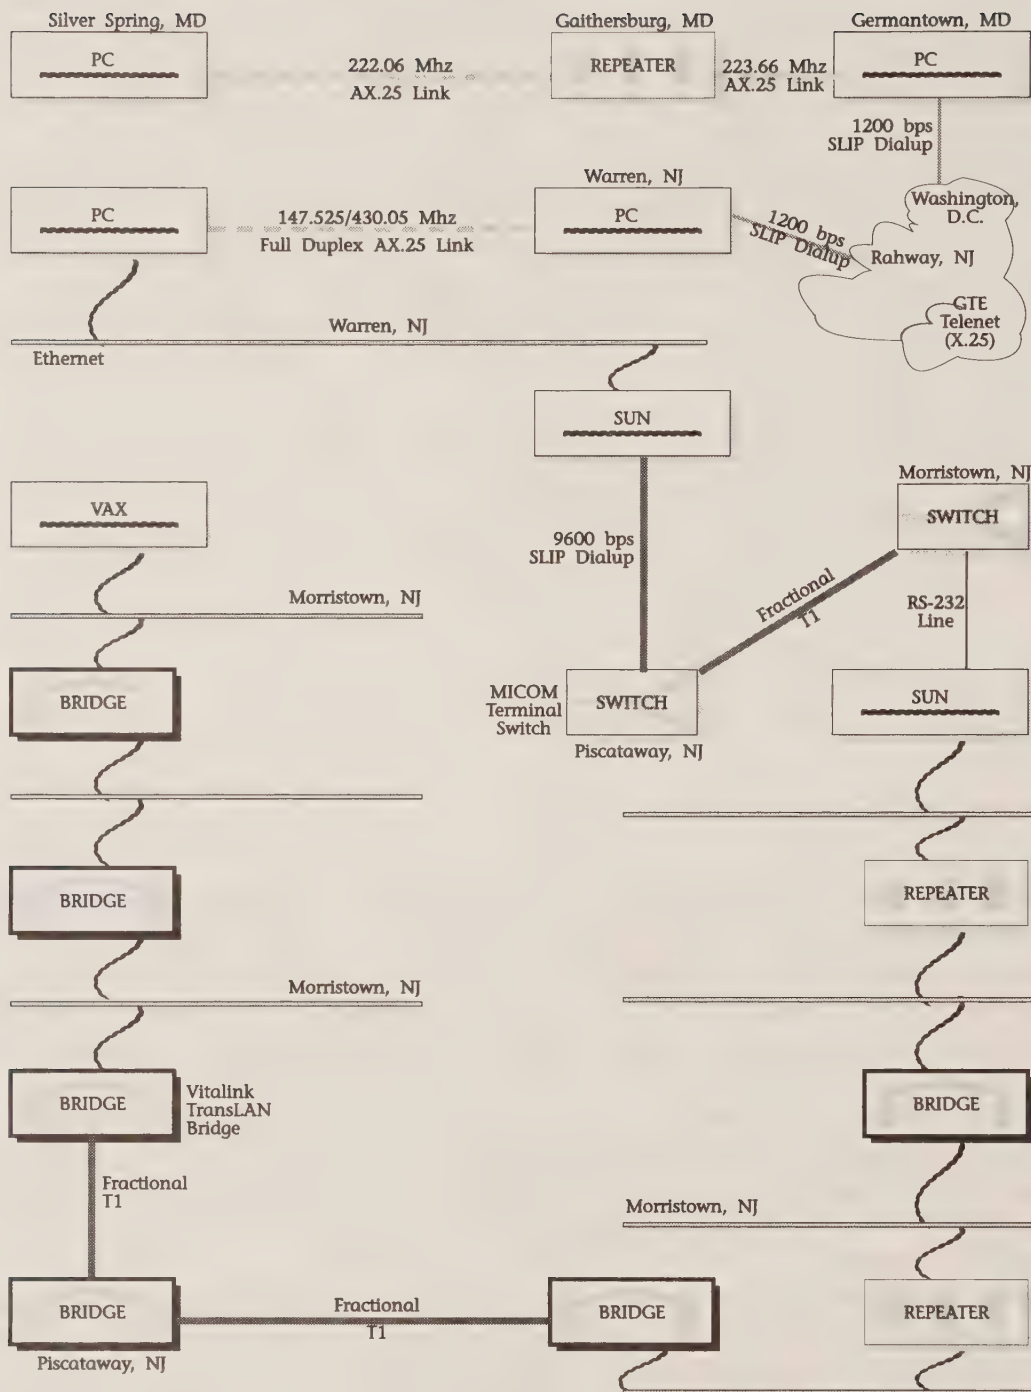 Silver Spring, MD
Gaithersburg, MD
Germantown, MD
PC
222.06 Mhz
AX.25 Link
REPEATER
223.66 Mhz
AX.25 Link
PC
1200 bps
SLIP Dialup
Warren, NJ
PC
147.525/430.05 Mhz
Full Duplex AX.25 Link
PC
1200 bps
SLIP Dialup
Washington,
D.C.
Rahway, NJ
GTE
Telenet
(X.25)
Warren, NJ
Ethernet
SUN
Morristown, NJ
SWITCH
VAX
9600 bps
SLIP Dialup
Fractional
T1
RS-232
Line
Morristown, NJ
BRIDGE
MICOM
Terminal
Switch
SWITCH
Piscataway, NJ
SUN
BRIDGE
REPEATER
Morristown, NJ
BRIDGE
Vitalink
TransLAN
Bridge
BRIDGE
Fractional
T1
Morristown, NJ
BRIDGE
Piscataway, NJ
Fractional
T1
BRIDGE
REPEATER